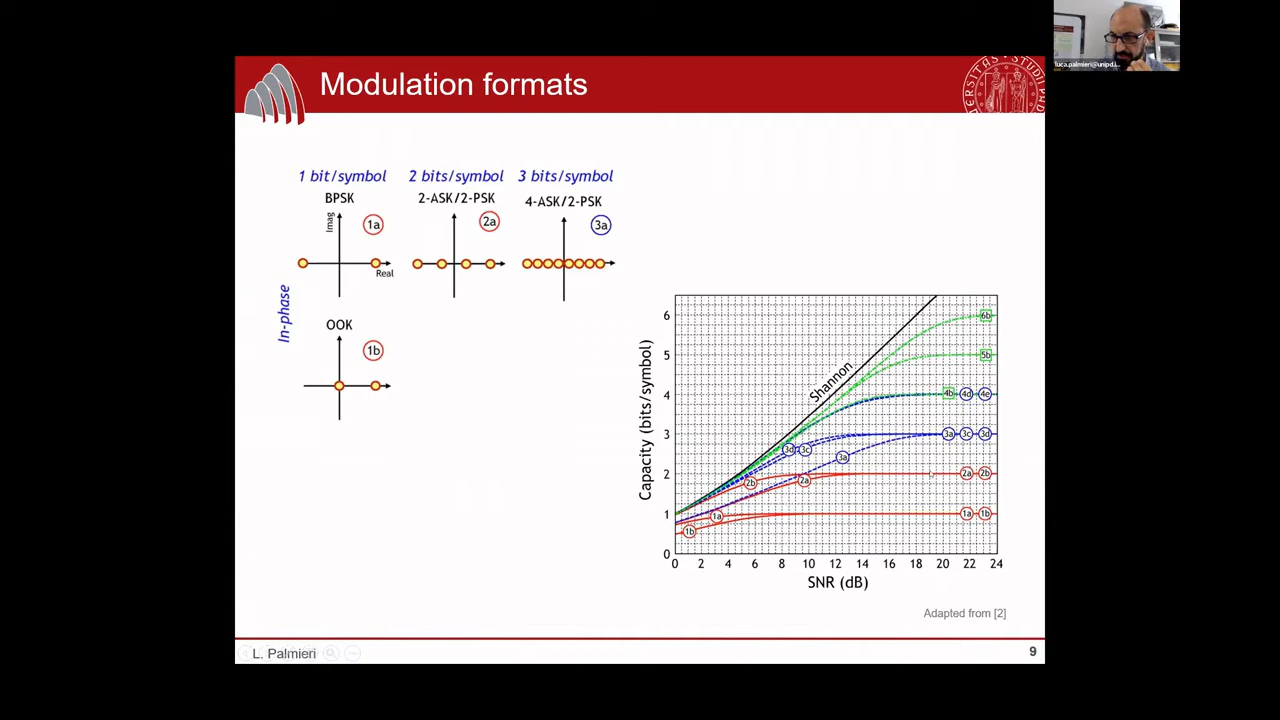 luca.palmieri@unipd.i...
Modulation formats
1 bit/symbol 2 bits/symbol 3 bits/symbol
BPSK 2-ASK/2-PSK 4-ASK/2-PSK
Imag 1a 2a 3a
Real
In-phase
OOK
1b
Capacity (bits/symbol)
6 6b
5 5b
Shannon
4 4b 4d 4e
3 3a 3c 3d
3d 3c
3a
2 2a 2b
2b 2a
1 1a 1a 1b
1b
0
0 2 4 6 8 10 12 14 16 18 20 22 24
SNR (dB)
Adapted from [2]
L. Palmieri 9